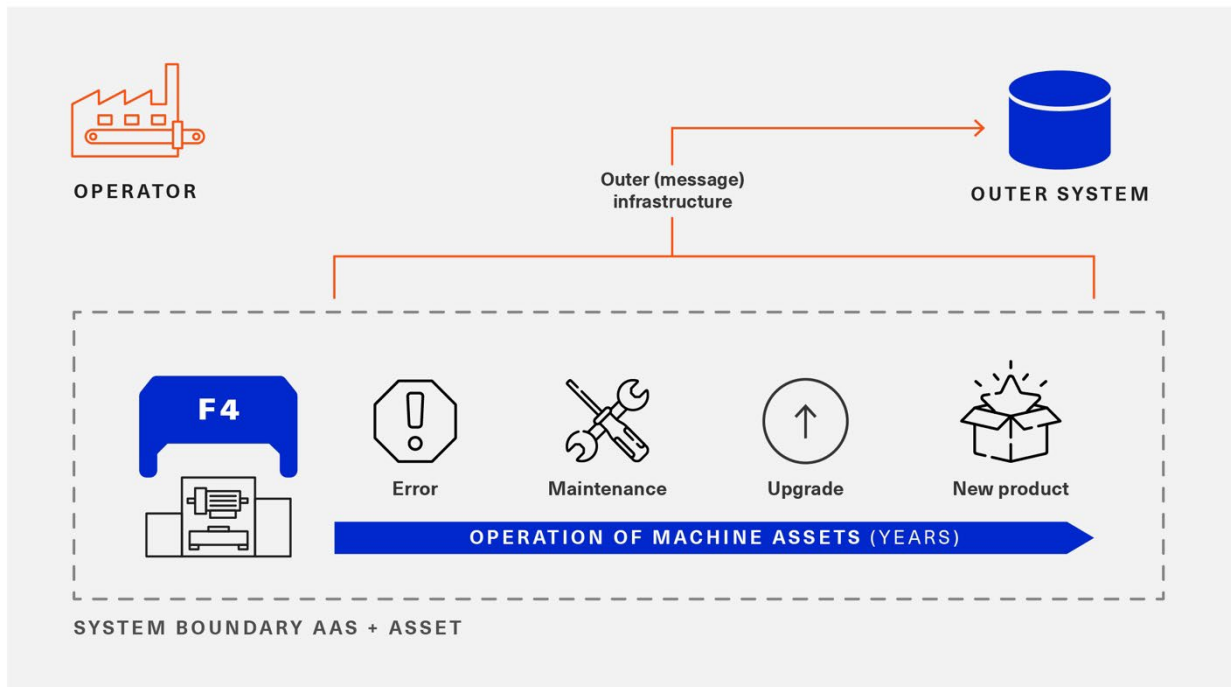 OPERATOR
Outer (message)
infrastructure
OUTER SYSTEM
F4
Error
Maintenance
Upgrade
New product
OPERATION OF MACHINE ASSETS (YEARS)
SYSTEM BOUNDARY AAS + ASSET